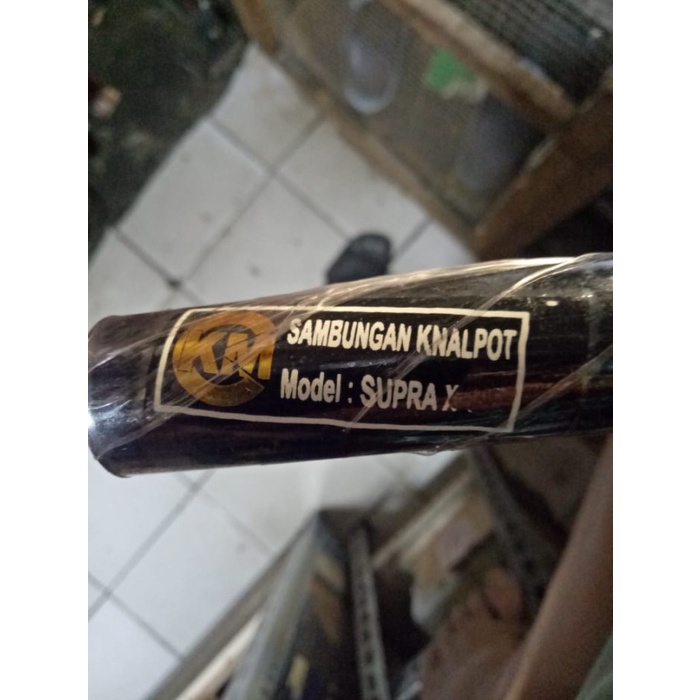 KM
SAMBUNGAN KNALPOT
Model : SUPRA X